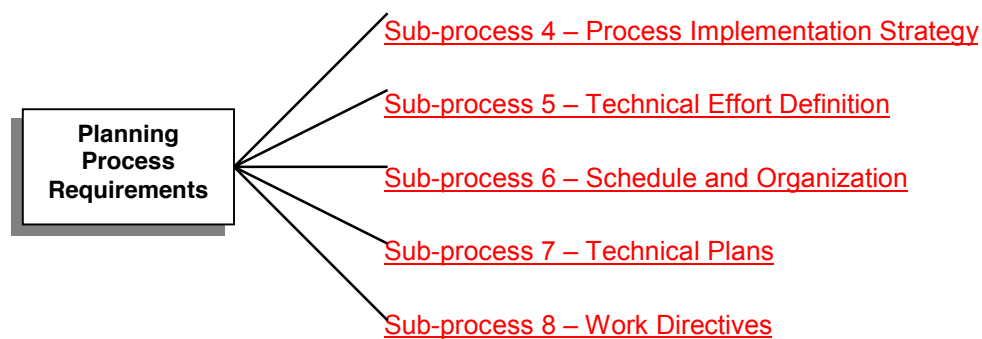 Planning
Process
Requirements
Sub-process 4 – Process Implementation Strategy
Sub-process 5 – Technical Effort Definition
Sub-process 6 – Schedule and Organization
Sub-process 7 – Technical Plans
Sub-process 8 – Work Directives